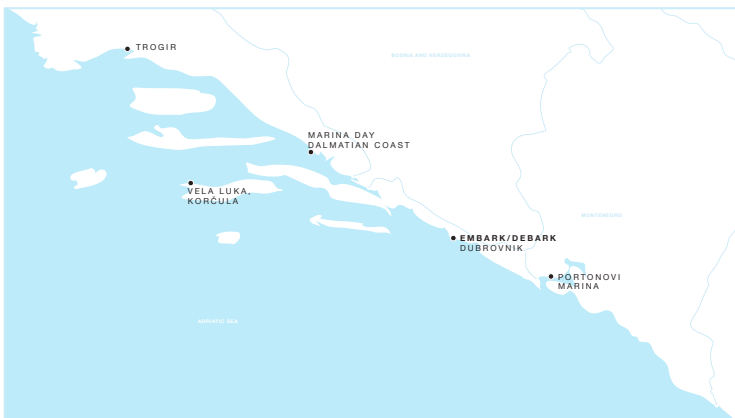 TROGIR
BOSNIA AND HERZEGOVINA
MARINA DAY
DALMATIAN COAST
VELA LUKA,
KORČULA
MONTENEGRO
EMBARK/DEBARK
DUBROVNIK
PORTONOVI
MARINA
ADRIATIC SEA